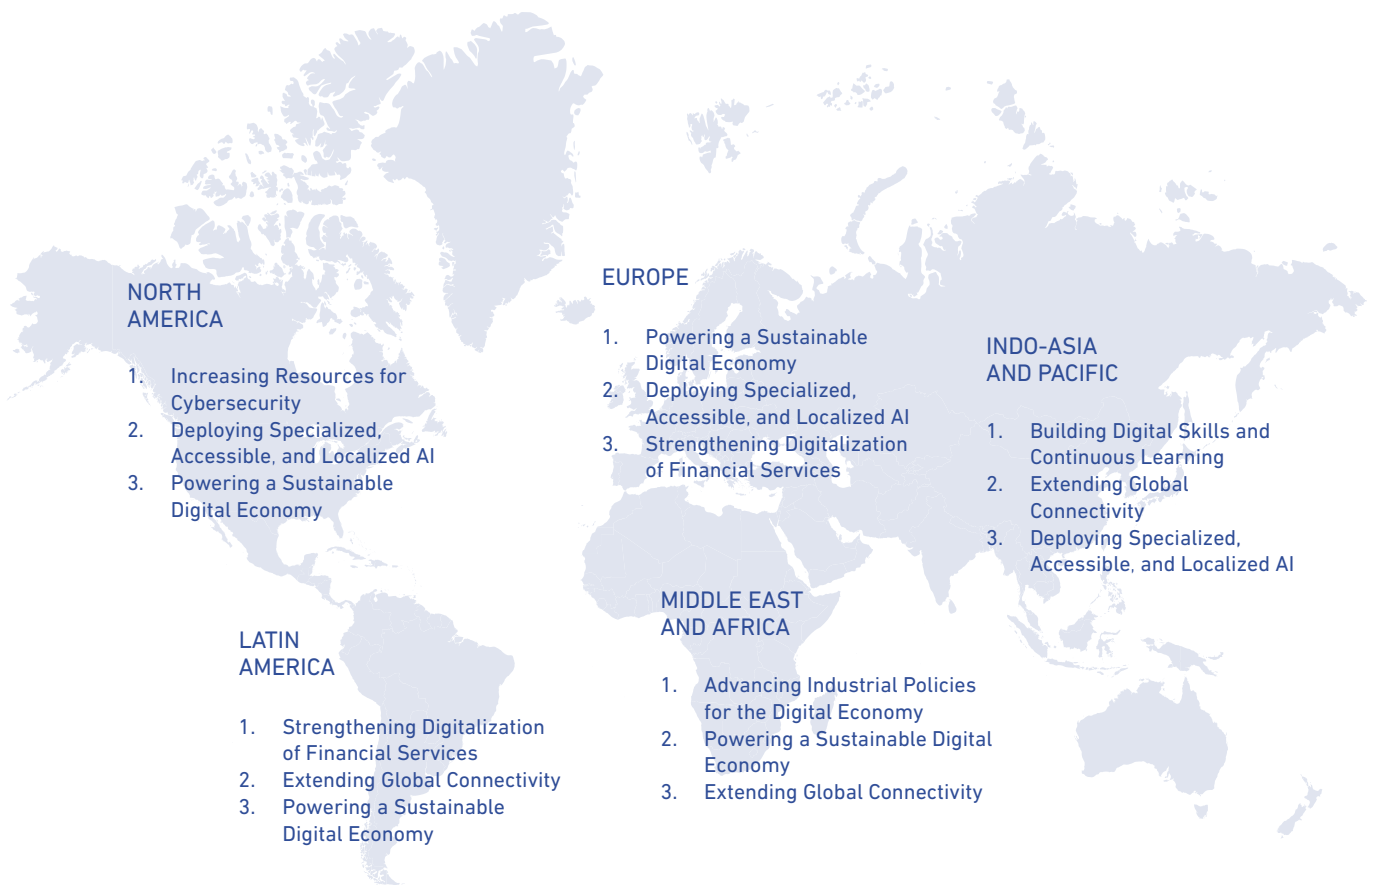 NORTH
AMERICA
1. Increasing Resources for
Cybersecurity
2. Deploying Specialized,
Accessible, and Localized AI
3. Powering a Sustainable
Digital Economy
EUROPE
1. Powering a Sustainable
Digital Economy
2. Deploying Specialized,
Accessible, and Localized AI
3. Strengthening Digitalization
of Financial Services
INDO-ASIA
AND PACIFIC
1. Building Digital Skills and
Continuous Learning
2. Extending Global
Connectivity
3. Deploying Specialized,
Accessible, and Localized AI
LATIN
AMERICA
1. Strengthening Digitalization
of Financial Services
2. Extending Global Connectivity
3. Powering a Sustainable
Digital Economy
MIDDLE EAST
AND AFRICA
1. Advancing Industrial Policies
for the Digital Economy
2. Powering a Sustainable Digital
Economy
3. Extending Global Connectivity